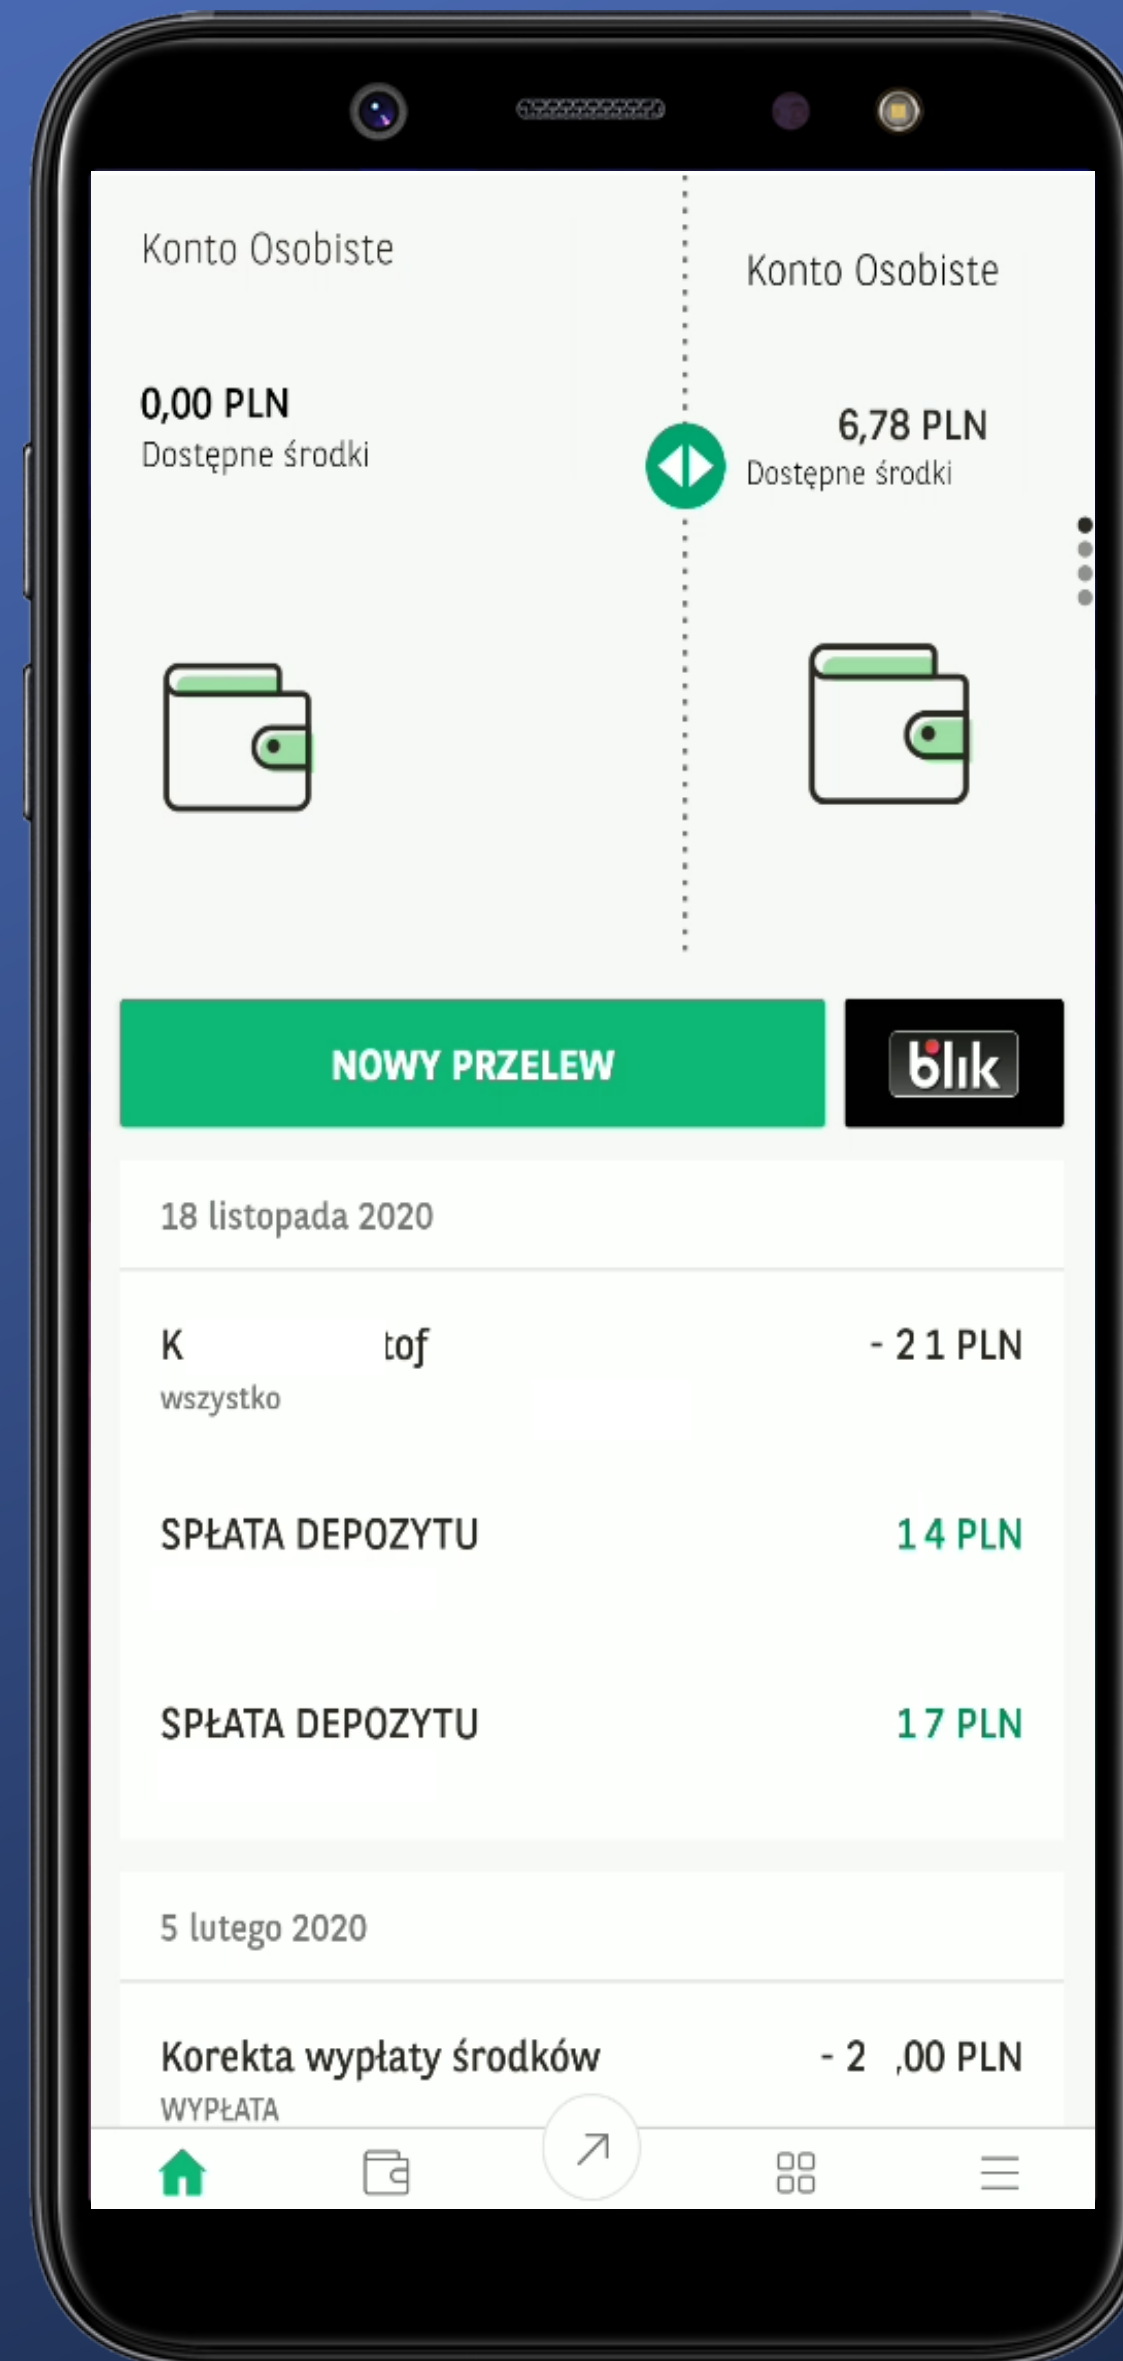 Konto Osobiste
0,00 PLN
Dostępne środki
Konto Osobiste
6,78 PLN
Dostępne środki
NOWY PRZELEW
blik
18 listopada 2020
K tof
- 2 1 PLN
wszystko
SPŁATA DEPOZYTU
1 4 PLN
SPŁATA DEPOZYTU
1 7 PLN
5 lutego 2020
Korekta wypłaty środków
- 2 ,00 PLN
WYPŁATA